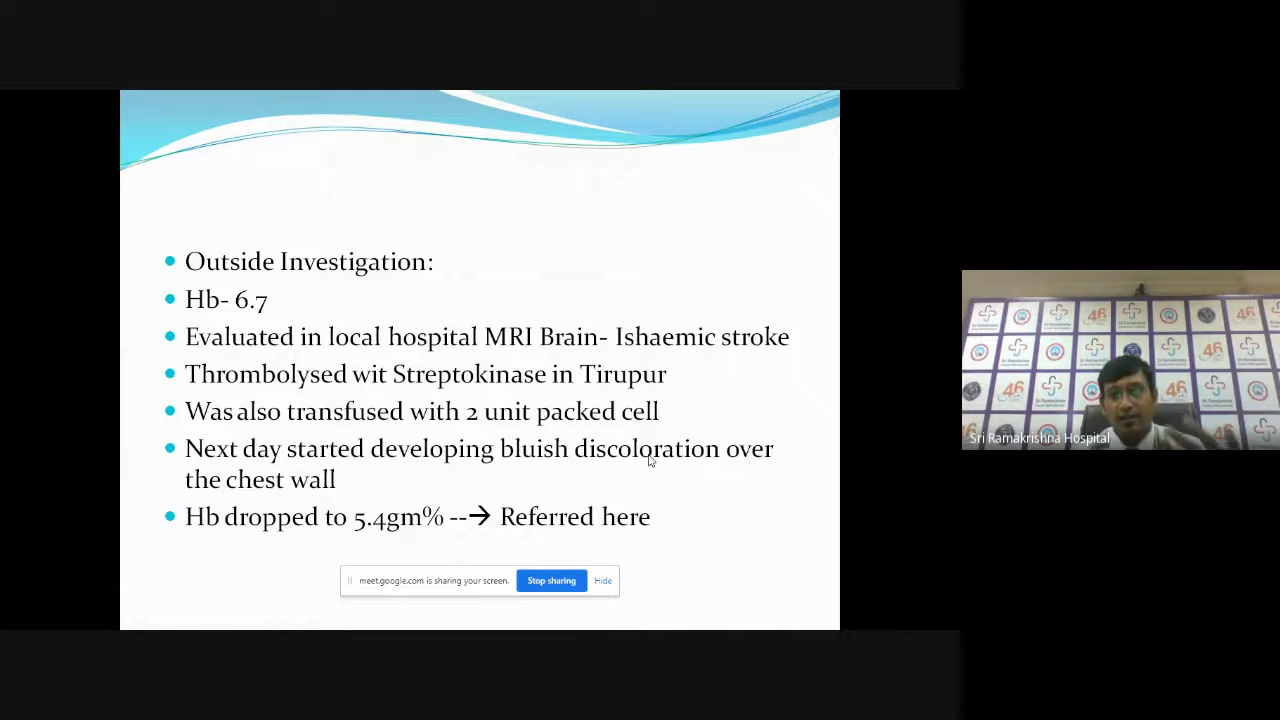 Outside Investigation:
Hb- 6.7
Evaluated in local hospital MRI Brain- Ishaemic stroke
Thrombolysed wit Streptokinase in Tirupur
Was also transfused with 2 unit packed cell
Next day started developing bluish discoloration over
the chest wall
Hb dropped to 5.4gm% --→ Referred here
meet.google.com is sharing your screen.
Stop sharing
Hide
Sri Ramakrishna Hospital